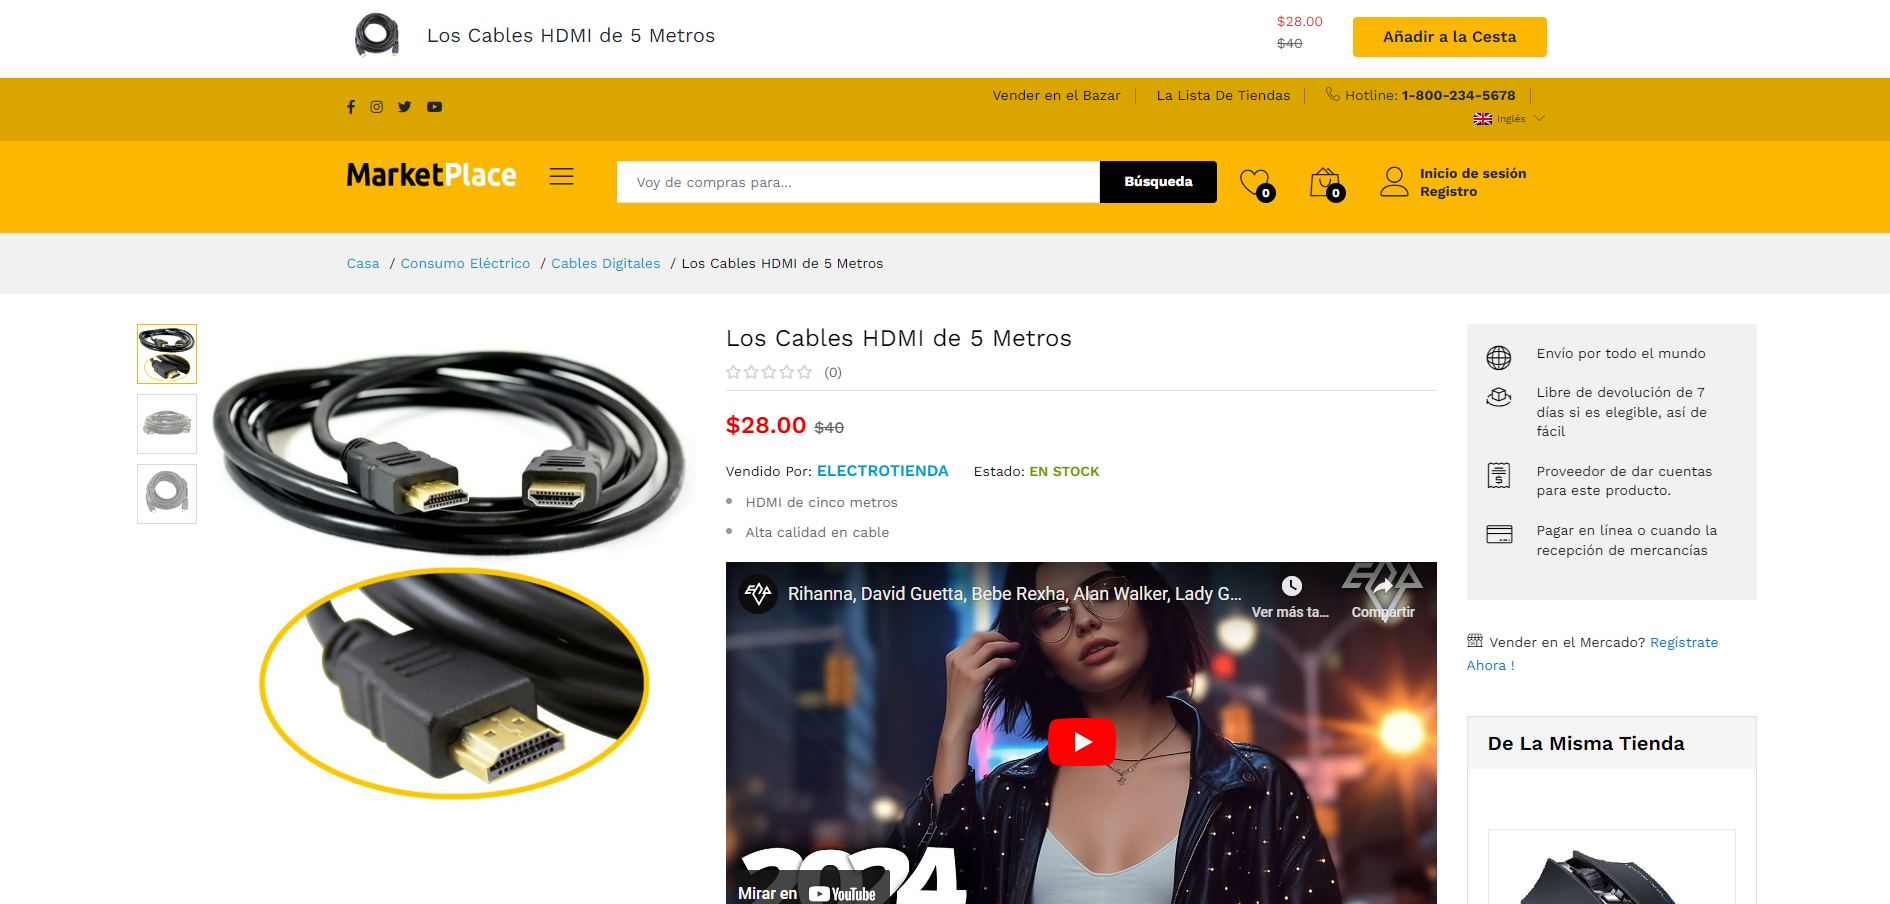 Los Cables HDMI de 5 Metros
$28.00
$40
Añadir a la Cesta
Vender en el Bazar
La Lista De Tiendas
Hotline: 1-800-234-5678
Inglés
MarketPlace
Voy de compras para...
Búsqueda
0
0
Inicio de sesión
Registro
Casa / Consumo Eléctrico / Cables Digitales / Los Cables HDMI de 5 Metros
Los Cables HDMI de 5 Metros
(0)
$28.00 $40
Vendido Por: ELECTROTIENDA Estado: EN STOCK
HDMI de cinco metros
Alta calidad en cable
Rihanna, David Guetta, Bebe Rexha, Alan Walker, Lady G...
Ver más ta...
Compartir
2024
Mirar en YouTube
Envío por todo el mundo
Libre de devolución de 7
días si es elegible, así de
fácil
Proveedor de dar cuentas
para este producto.
Pagar en línea o cuando la
recepción de mercancías
Vender en el Mercado? Regístrate
Ahora !
De La Misma Tienda